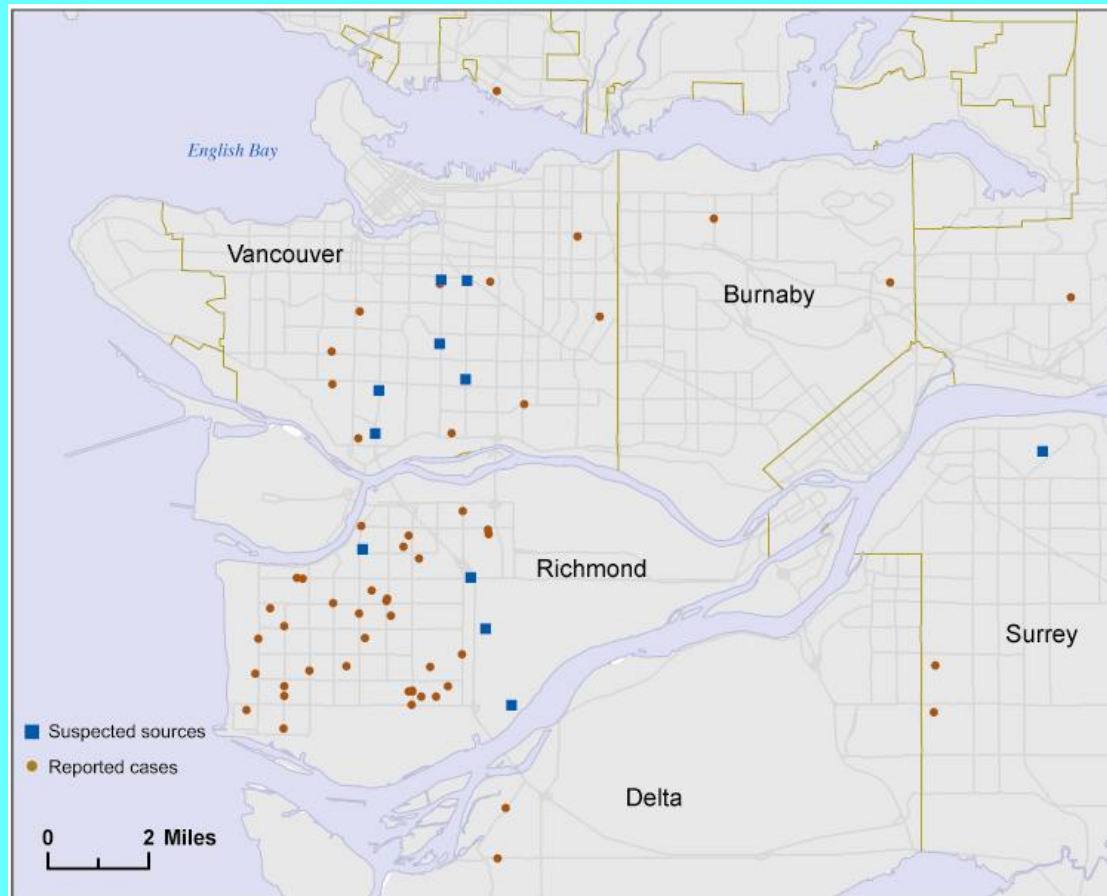 English Bay
Vancouver
Burnaby
Richmond
Surrey
Suspected sources
Reported cases
Delta
0 2 Miles